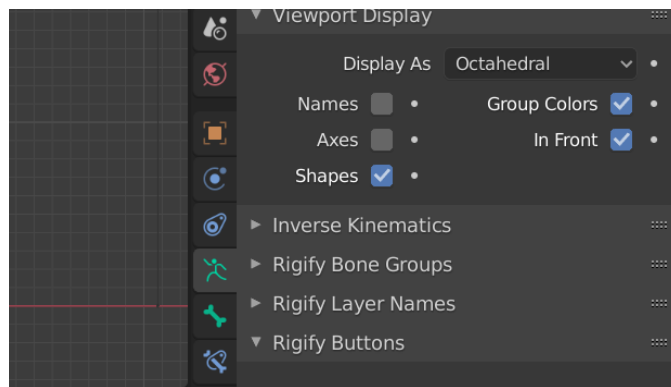 Viewport Display
Display As Octahedral
Names Group Colors
Axes In Front
Shapes
Inverse Kinematics
Rigify Bone Groups
Rigify Layer Names
Rigify Buttons